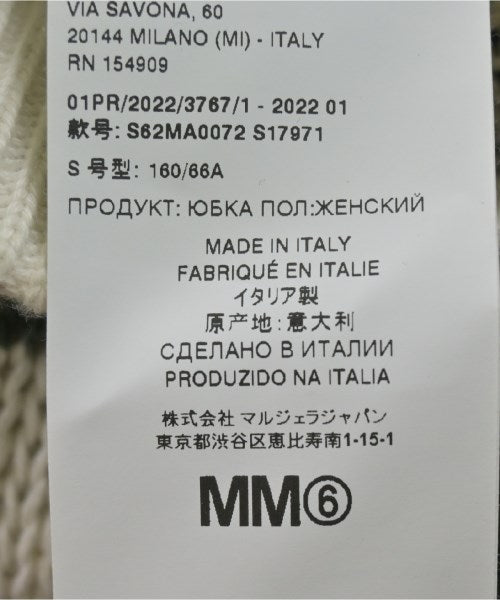 VIA SAVONA, 60
20144 MILANO (MI) - ITALY
RN 154909
01PR/2022/3767/1 - 2022 01
款号: S62MA0072 S17971
S 号型: 160/66A
ПРОДУКТ: ЮБКА ПОЛ:ЖЕНСКИЙ
MADE IN ITALY
FABRIQUÉ EN ITALIE
イタリア製
原产地:意大利
СДЕЛАНО В ИТАЛИИ
PRODUZIDO NA ITALIA
株式会社 マルジェラジャパン
東京都渋谷区恵比寿南1-15-1
MM⑥